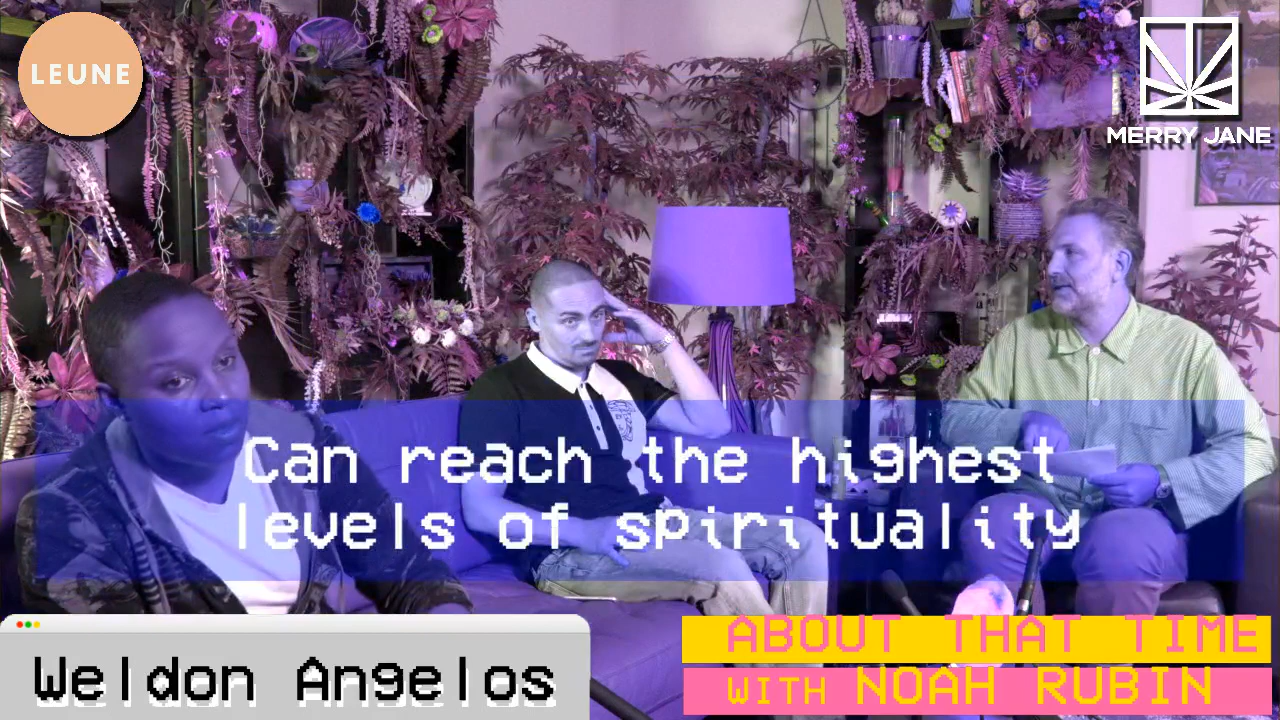 LEUNE
MERRY JANE
Can reach the highest
levels of spirituality
Weldon Angelos
ABOUT THAT TIME
WITH NOAH RUBIN